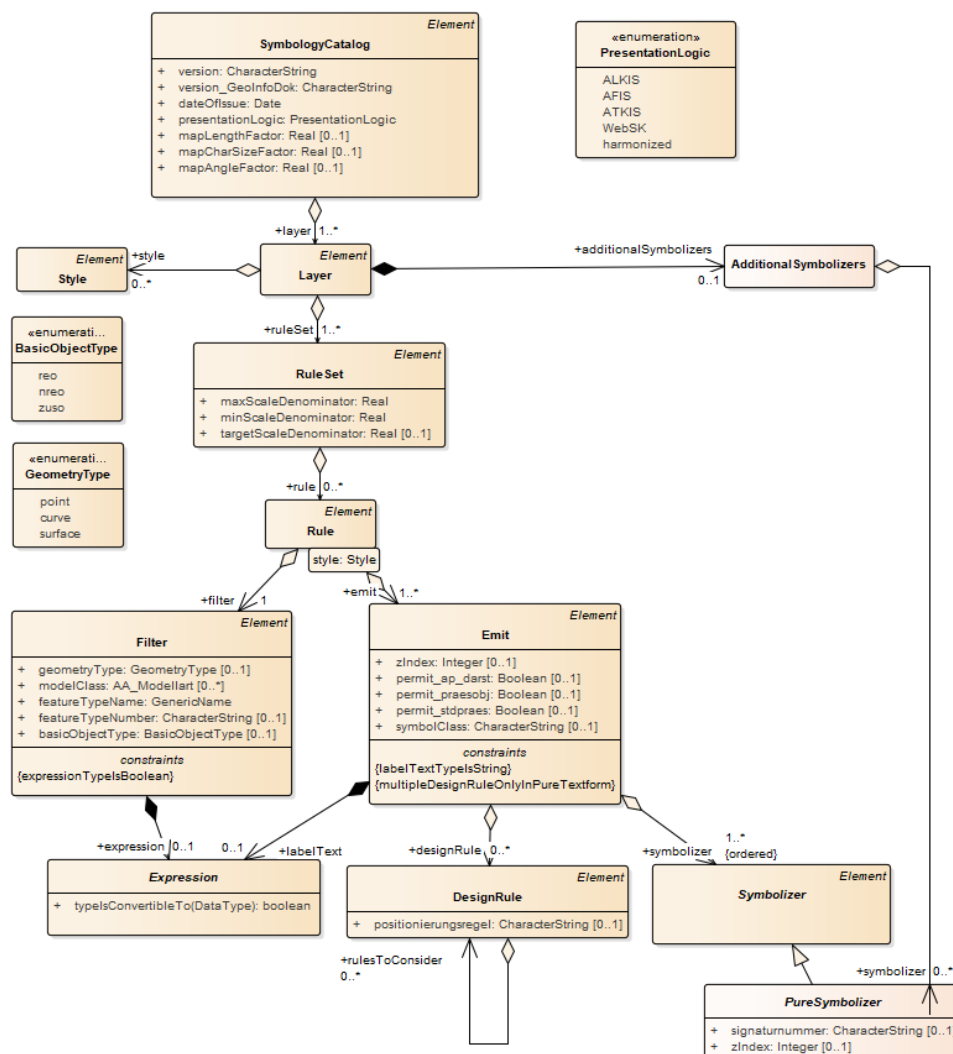 Element
SymbologyCatalog
+ version: CharacterString
+ version_GeoInfoDok: CharacterString
+ dateOfIssue: Date
+ presentationLogic: PresentationLogic
+ mapLengthFactor: Real [0..1]
+ mapCharSizeFactor: Real [0..1]
+ mapAngleFactor: Real [0..1]
«enumeration»
PresentationLogic
ALKIS
AFIS
ATKIS
WebSK
harmonized
+layer 1..*
Element
Style
+style
0..*
Element
Layer
+additionalSymbolizers
0..1
AdditionalSymbolizers
«enumerati...
BasicObjectType
reo
nreo
zuso
+ruleSet 1..*
Element
RuleSet
+ maxScaleDenominator: Real
+ minScaleDenominator: Real
+ targetScaleDenominator: Real [0..1]
«enumerati...
GeometryType
point
curve
surface
+rule 0..*
Element
Rule
style: Style
+filter 1
+emit 1..*
Element
Filter
+ geometryType: GeometryType [0..1]
+ modelClass: AA_Modellart [0..*]
+ featureTypeName: GenericName
+ featureTypeNumber: CharacterString [0..1]
+ basicObjectType: BasicObjectType [0..1]
constraints
{expressionTypeIsBoolean}
Element
Emit
+ zIndex: Integer [0..1]
+ permit_ap_darst: Boolean [0..1]
+ permit_praesobj: Boolean [0..1]
+ permit_stdpraes: Boolean [0..1]
+ symbolClass: CharacterString [0..1]
constraints
{labelTextTypeIsString}
{multipleDesignRuleOnlyInPureTextform}
+expression 0..1
0..1 +labelText
+designRule 0..*
+symbolizer
1..*
{ordered}
Expression
+ typeIsConvertibleTo(DataType): boolean
Element
DesignRule
+ positionierungsregel: CharacterString [0..1]
+rulesToConsider
0..*
Element
Symbolizer
+symbolizer 0..*
PureSymbolizer
+ signaturnummer: CharacterString [0..1]
+ zIndex: Integer [0..1]